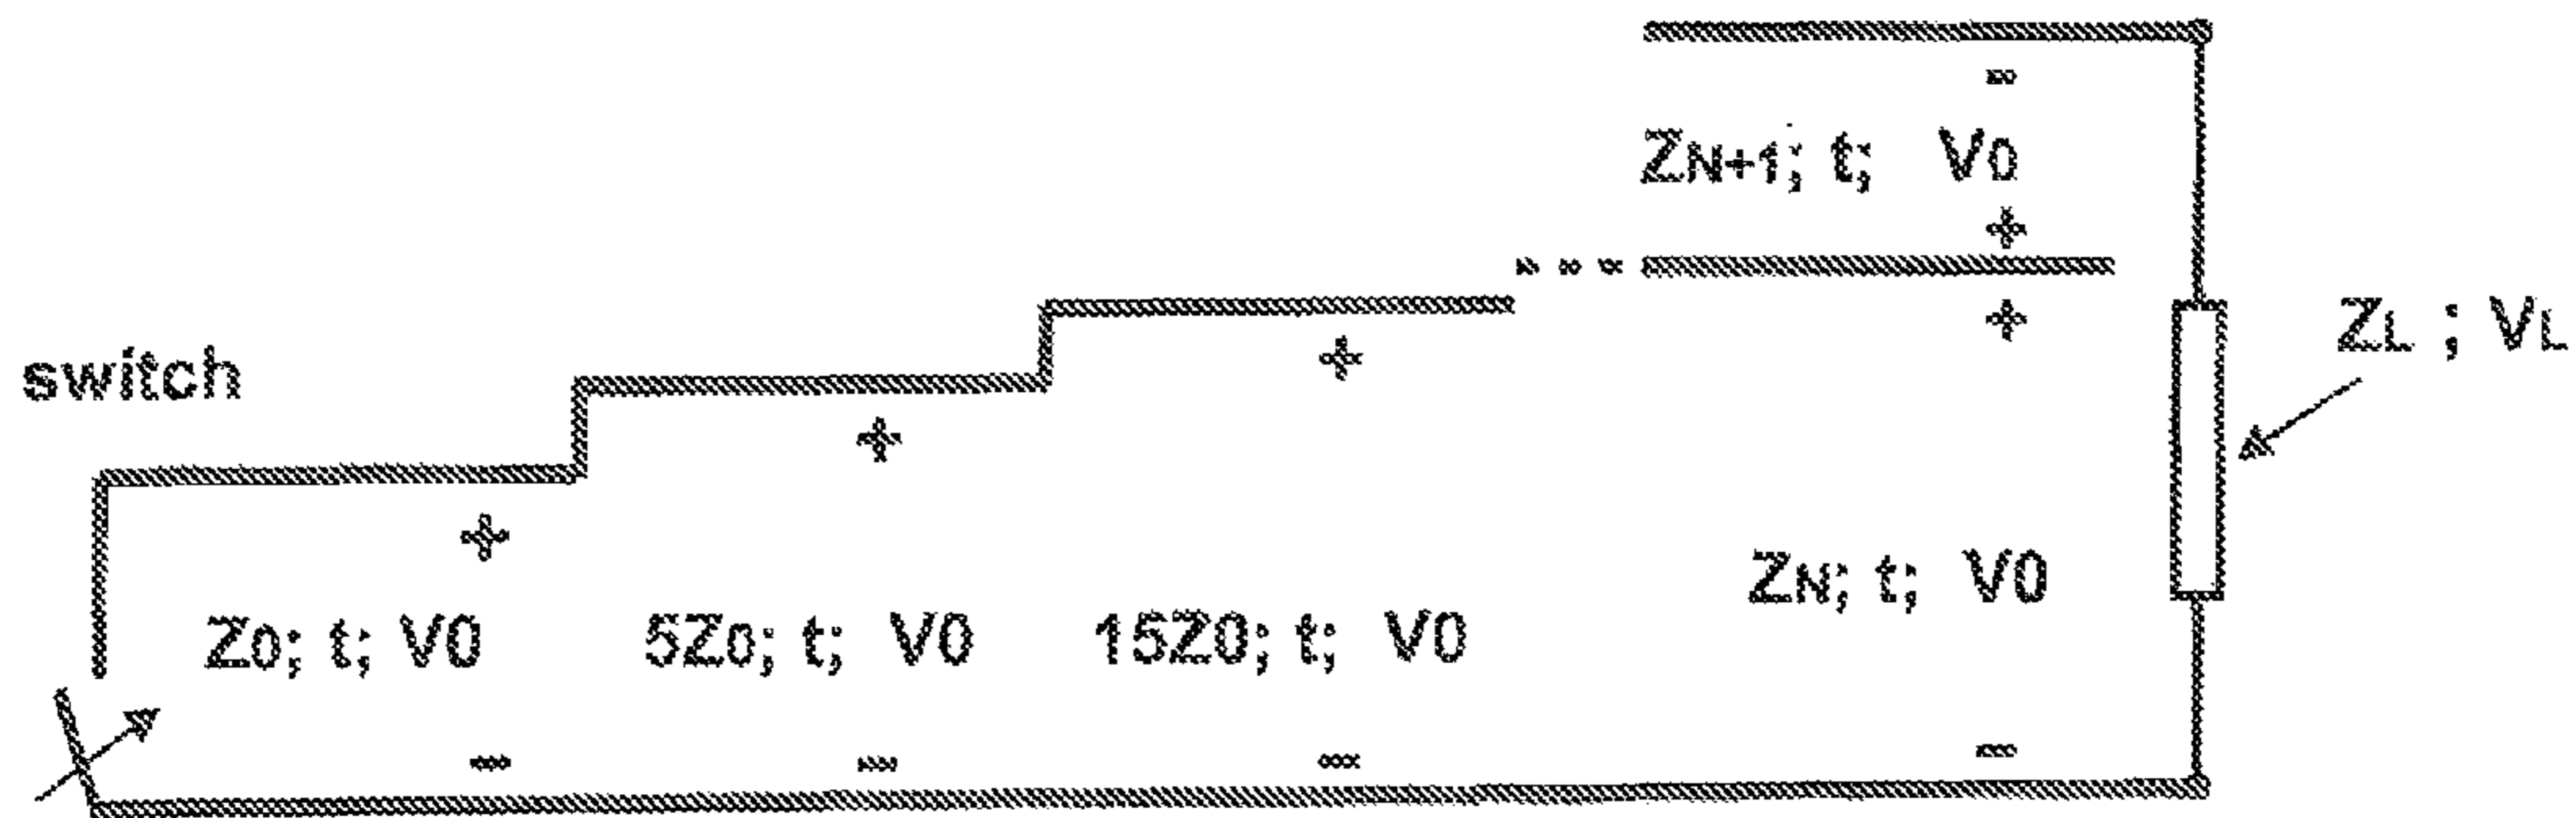 -
ZN+1; t; V0
+
+
ZL ; VL
switch
+
+
+
Z0; t; V0
5Z0; t; V0
15Z0; t; V0
ZN; t; V0
-
-
-
-